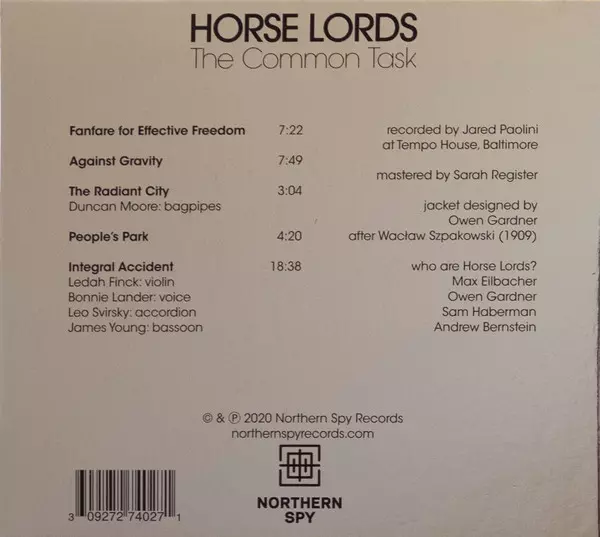 HORSE LORDS
The Common Task
Fanfare for Effective Freedom 7:22
Against Gravity 7:49
The Radiant City 3:04
Duncan Moore: bagpipes
People's Park 4:20
Integral Accident 18:38
Ledah Finck: violin
Bonnie Lander: voice
Leo Svirsky: accordion
James Young: bassoon
recorded by Jared Paolini
at Tempo House, Baltimore
mastered by Sarah Register
jacket designed by
Owen Gardner
after Wacław Szpakowski (1909)
who are Horse Lords?
Max Eilbacher
Owen Gardner
Sam Haberman
Andrew Bernstein
© & ℗ 2020 Northern Spy Records
northernspyrecords.com
NORTHERN
SPY
3 09272 74027 1